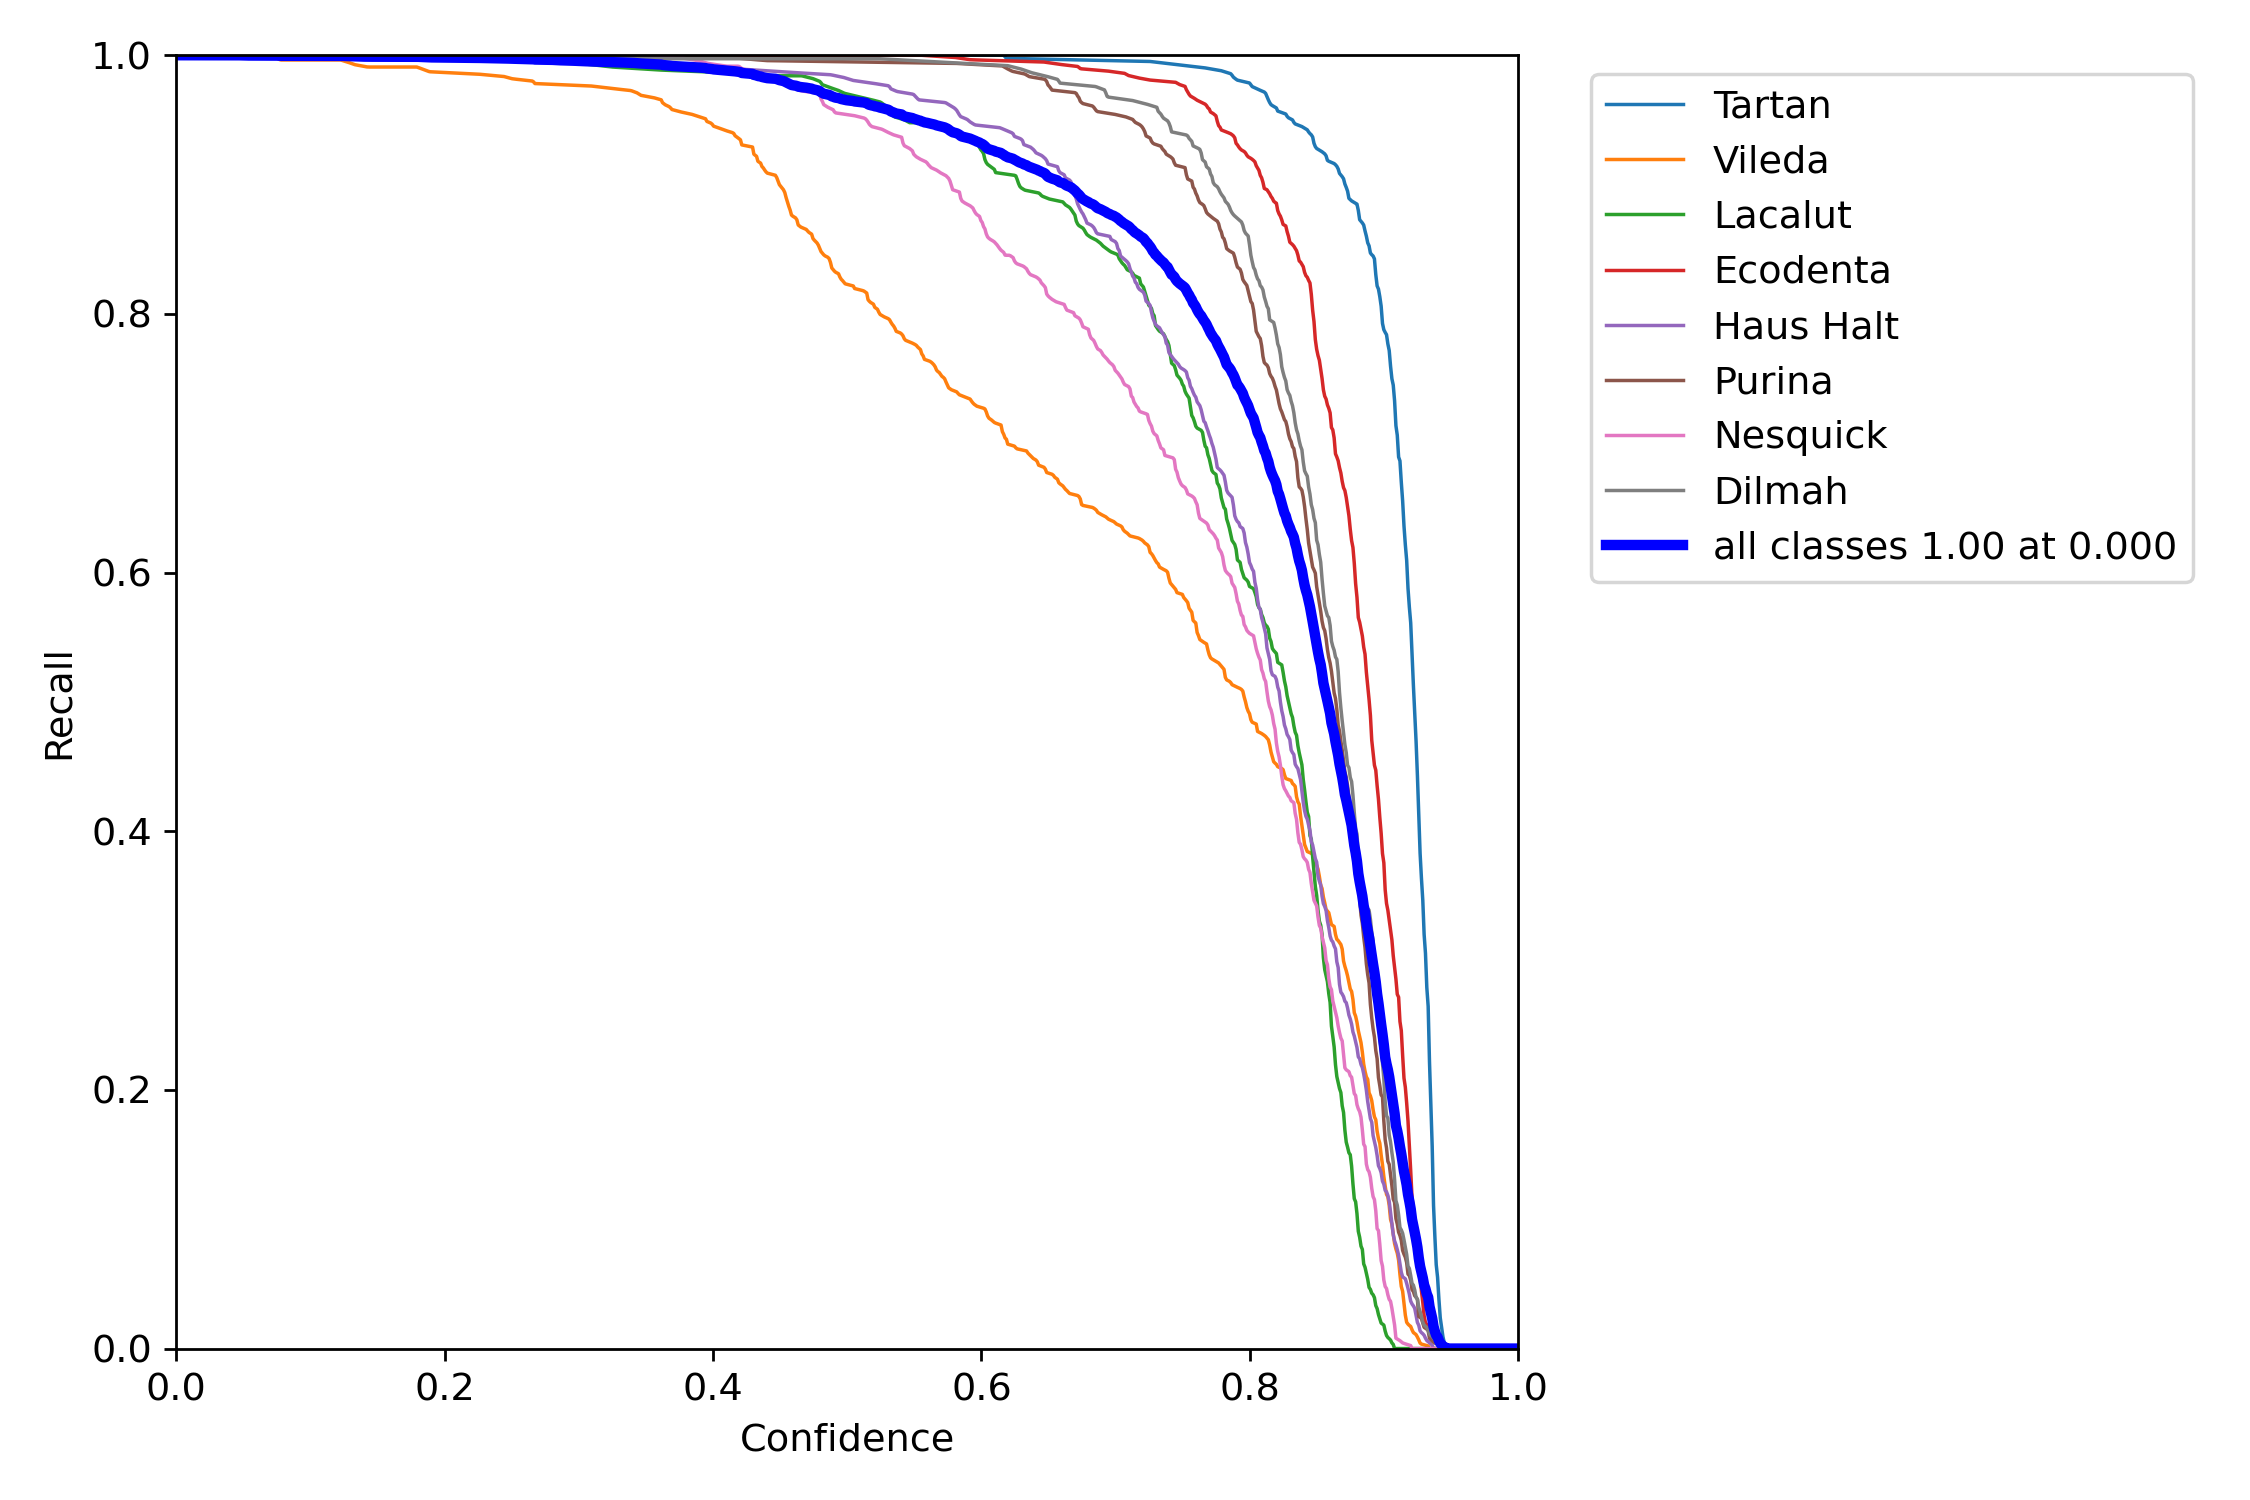 1.0
0.8
0.6
0.4
0.2
0.0
Recall
0.0 0.2 0.4 0.6 0.8 1.0
Confidence
Tartan
Vileda
Lacalut
Ecodenta
Haus Halt
Purina
Nesquick
Dilmah
all classes 1.00 at 0.000